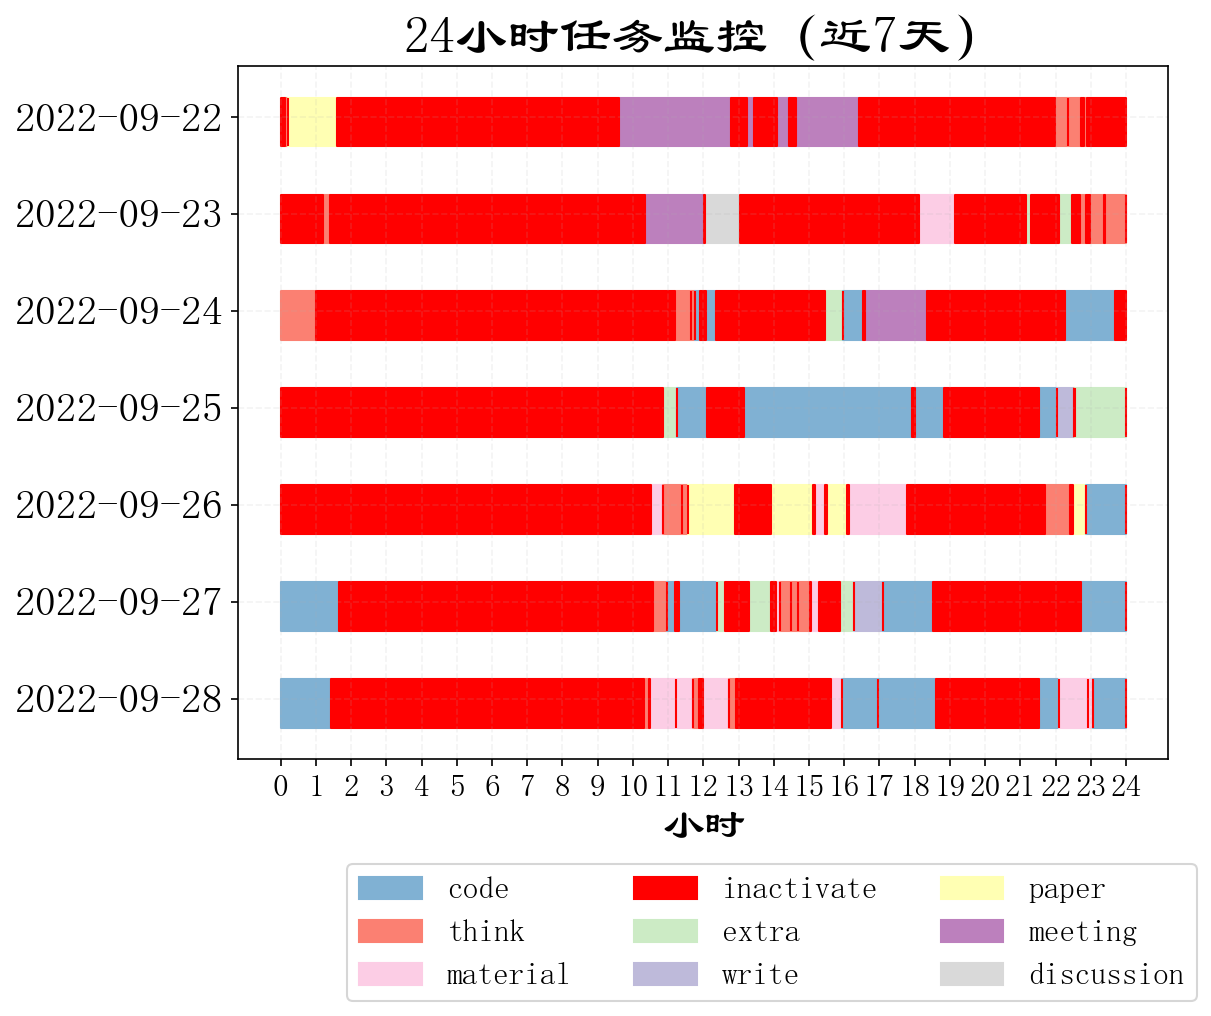 24小时任务监控 (近7天)
2022-09-22
2022-09-23
2022-09-24
2022-09-25
2022-09-26
2022-09-27
2022-09-28
0 1 2 3 4 5 6 7 8 9 10 11 12 13 14 15 16 17 18 19 20 21 22 23 24
小时
code inactivate paper
think extra meeting
material write discussion